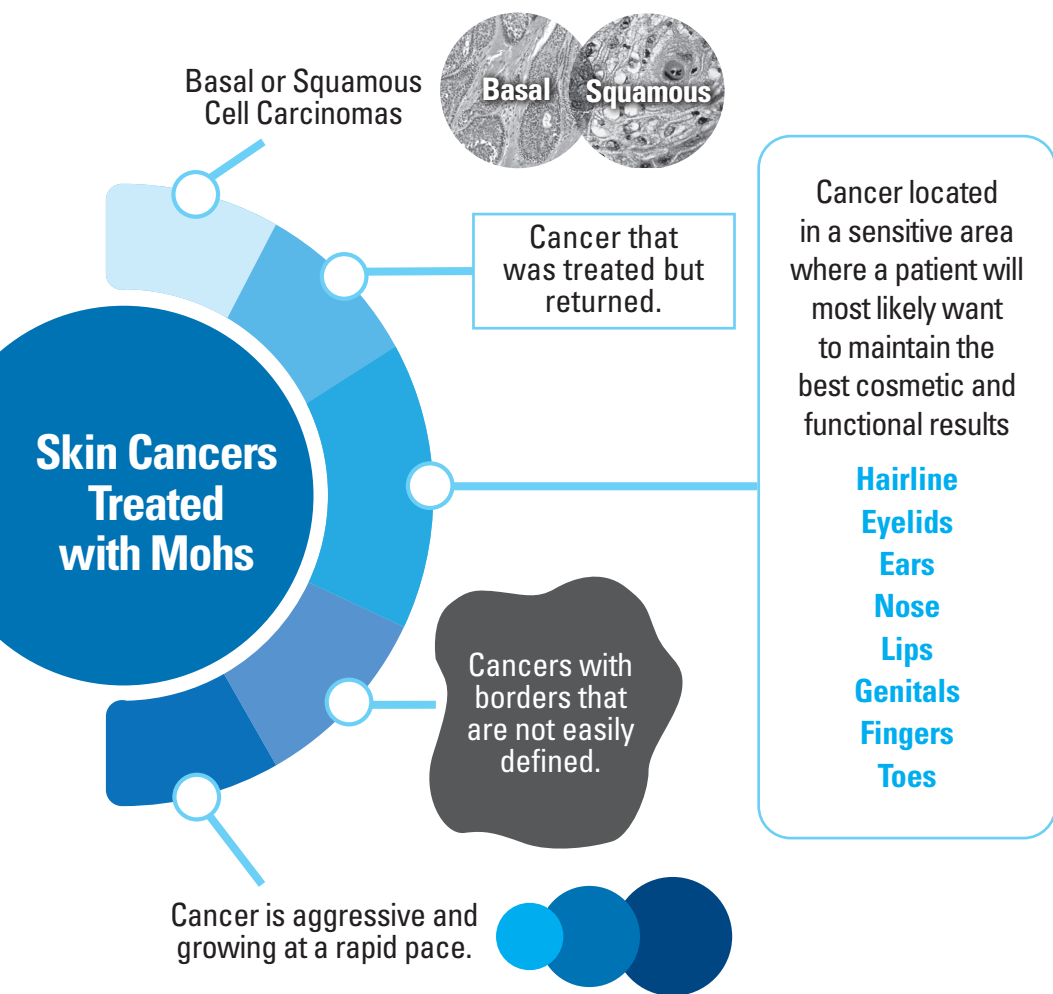 Basal or Squamous
Cell Carcinomas
Basal
Squamous
Cancer that
was treated but
returned.
Cancer located
in a sensitive area
where a patient will
most likely want
to maintain the
best cosmetic and
functional results
Hairline
Eyelids
Ears
Nose
Lips
Genitals
Fingers
Toes
Skin Cancers
Treated
with Mohs
Cancers with
borders that
are not easily
defined.
Cancer is aggressive and
growing at a rapid pace.